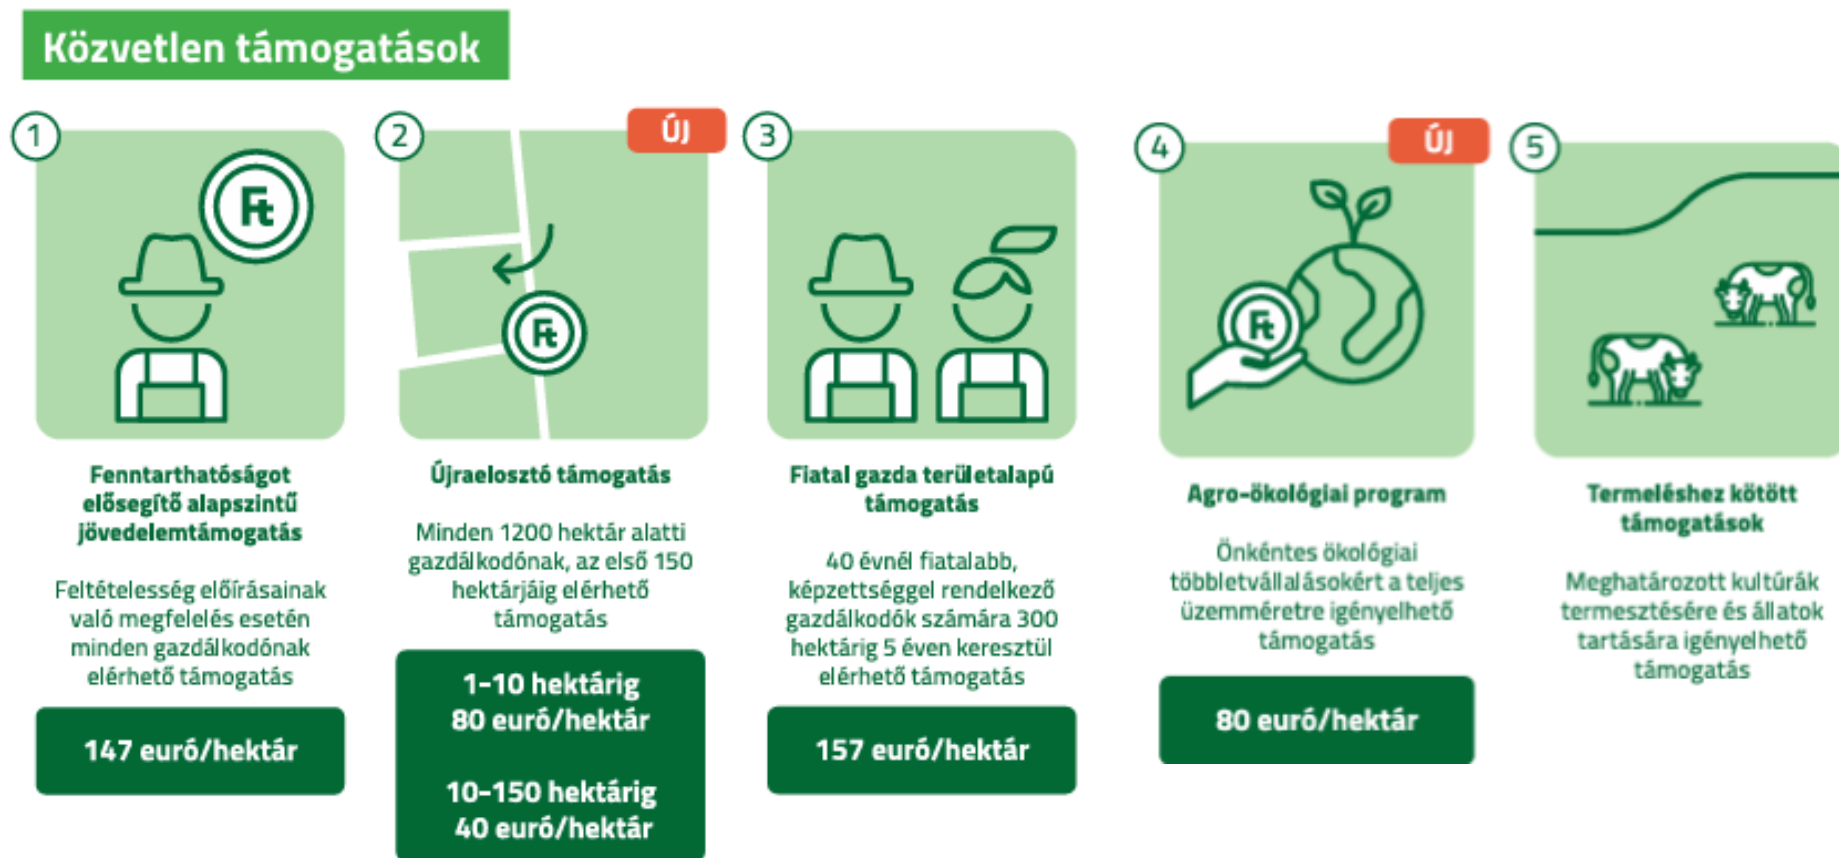 Közvetlen támogatások
1
Ft
Fenntarthatóságot
elősegítő alapszintű
jövedelemtámogatás
Feltételesség előírásainak
való megfelelés esetén
minden gazdálkodónak
elérhető támogatás
147 euró/hektár
2
ÚJ
Ft
Újraelosztó támogatás
Minden 1200 hektár alatti
gazdálkodónak, az első 150
hektárjáig elérhető
támogatás
1-10 hektárig
80 euró/hektár
10-150 hektárig
40 euró/hektár
3
Fiatal gazda területalapú
támogatás
40 évnél fiatalabb,
képzettséggel rendelkező
gazdálkodók számára 300
hektárig 5 éven keresztül
elérhető támogatás
157 euró/hektár
4
ÚJ
Ft
Agro-ökológiai program
Önkéntes ökológiai
többletvállalásokért a teljes
üzemméretre igényelhető
támogatás
80 euró/hektár
5
Termeléshez kötött
támogatások
Meghatározott kultúrák
termesztésére és állatok
tartására igényelhető
támogatás